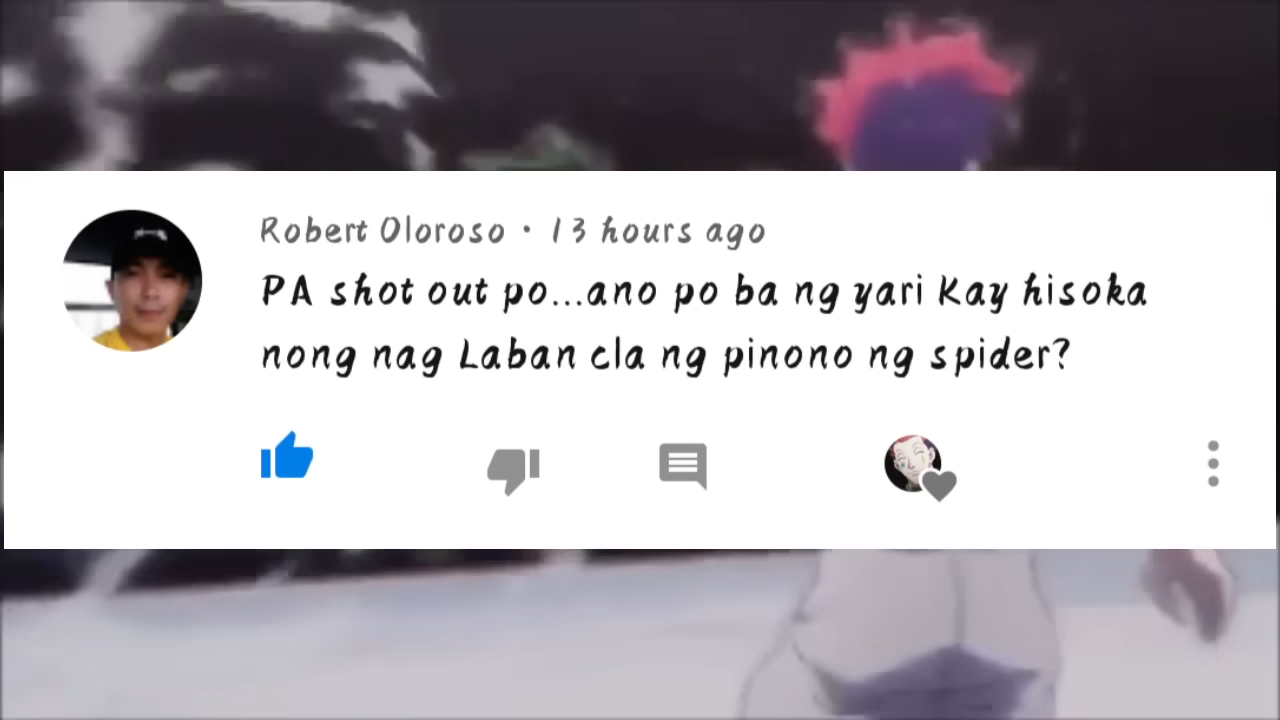 Robert Oloroso • 13 hours ago
PA shot out po...ano po ba ng yari Kay hisoka
nong nag Laban cla ng pinono ng spider?